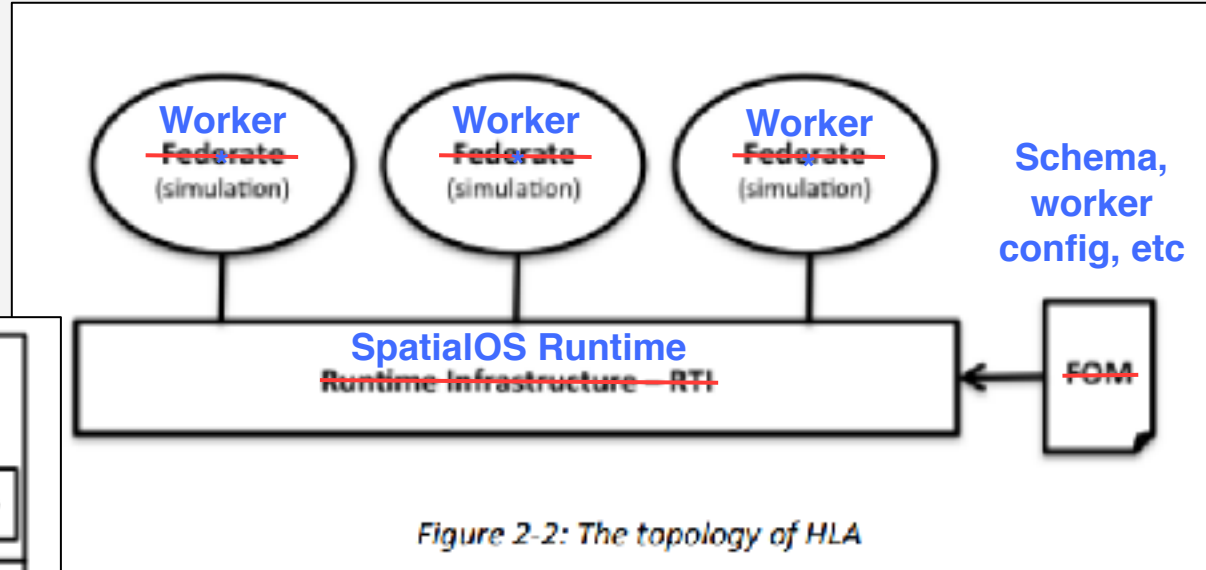 Worker
Federate
*
(simulation)
Worker
Federate
*
(simulation)
Worker
Federate
*
(simulation)
Schema,
worker
config, etc
SpatialOS Runtime
Runtime Infrastructure – RTI
FOM
Figure 2-2: The topology of HLA